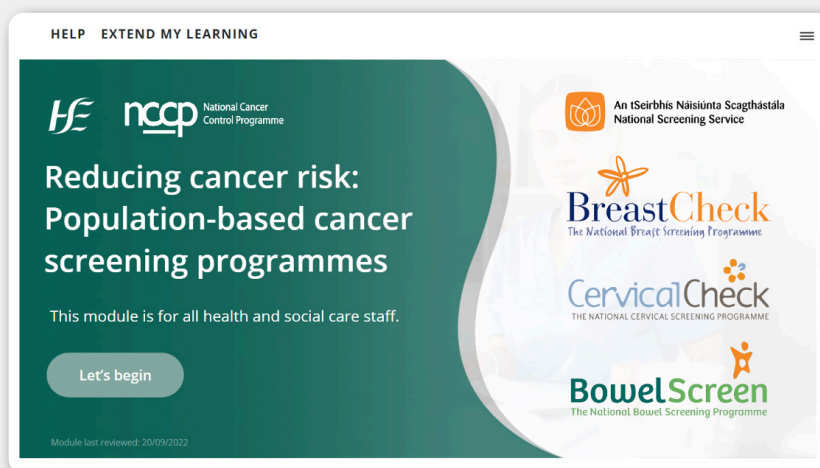 HELP EXTEND MY LEARNING
HE
nccp National Cancer
Control Programme
Reducing cancer risk:
Population-based cancer
screening programmes
This module is for all health and social care staff.
Let's begin
Module last reviewed: 20/09/2022
An tSeirbhís Náisiúnta Scagthástála
National Screening Service
BreastCheck
The National Breast Screening Programme
CervicalCheck
THE NATIONAL CERVICAL SCREENING PROGRAMME
BowelScreen
The National Bowel Screening Programme